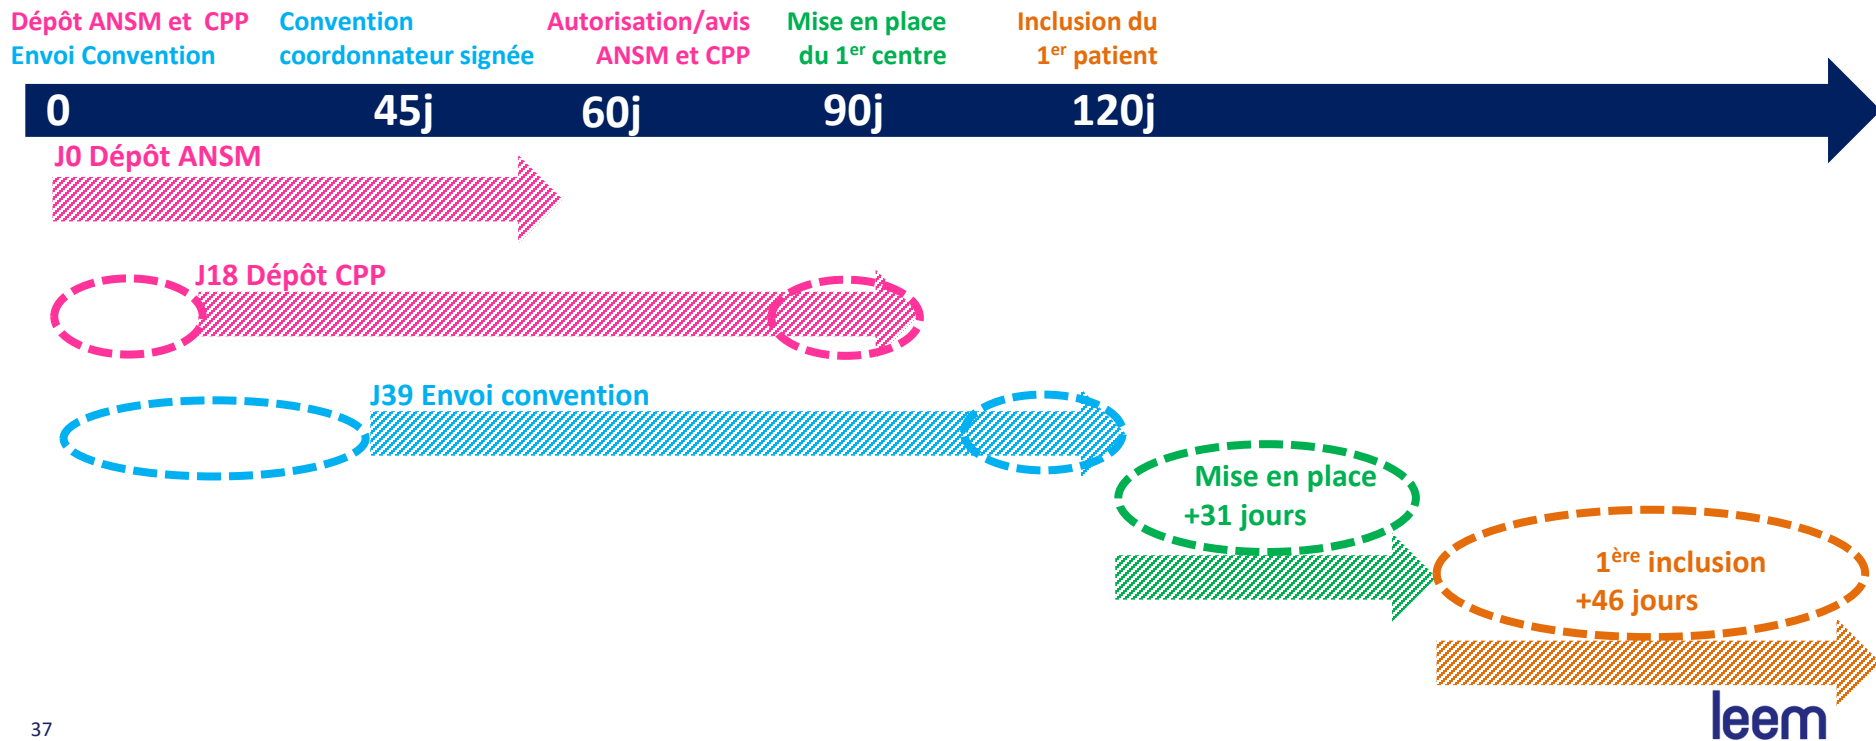 Dépôt ANSM et CPP
Envoi Convention
Convention
coordonnateur signée
Autorisation/avis
ANSM et CPP
Mise en place
du 1er centre
Inclusion du
1er patient
0
45j
60j
90j
120j
J0 Dépôt ANSM
J18 Dépôt CPP
J39 Envoi convention
Mise en place
+31 jours
1ère inclusion
+46 jours
37
leem